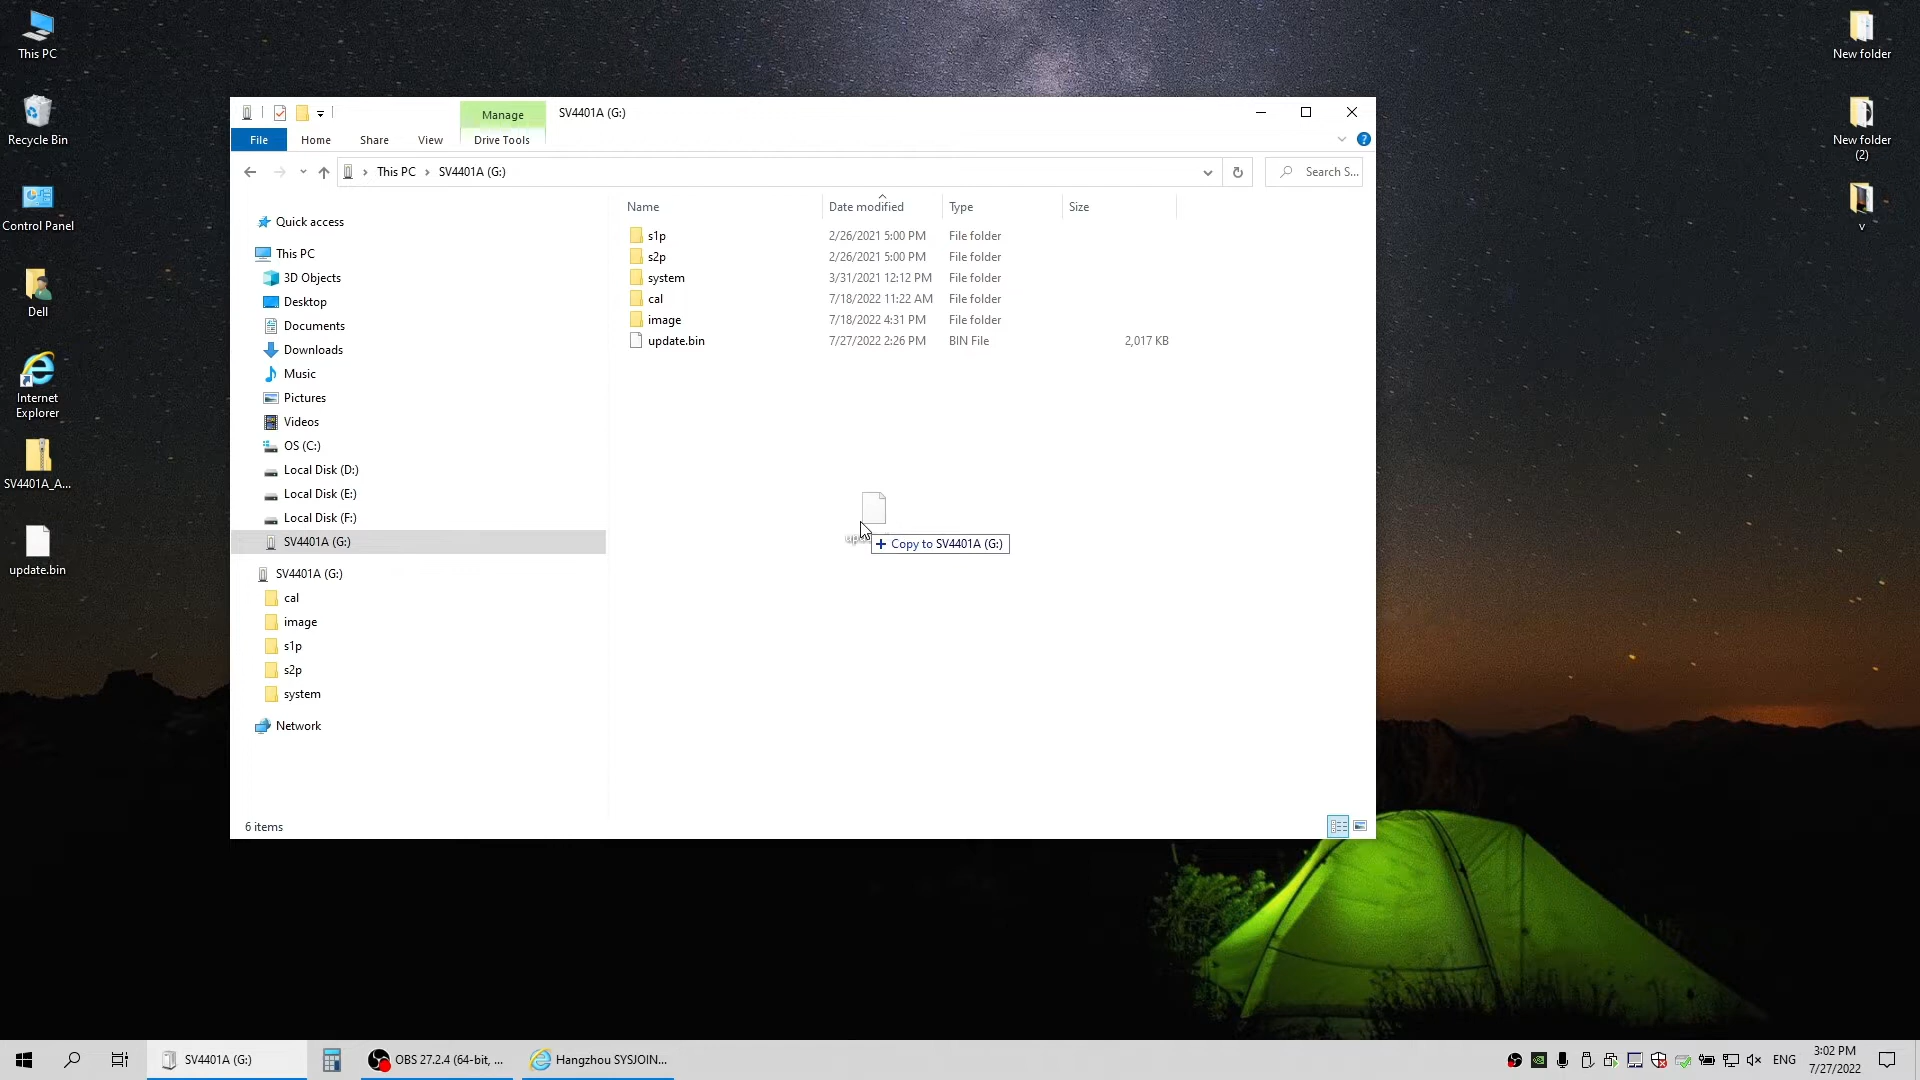 This PC
Recycle Bin
Control Panel
Dell
Internet
Explorer
SV4401A_A...
update.bin
New folder
New folder
(2)
v
Manage
SV4401A (G:)
File
Home
Share
View
Drive Tools
This PC
SV4401A (G:)
Search S...
Quick access
This PC
3D Objects
Desktop
Documents
Downloads
Music
Pictures
Videos
OS (C:)
Local Disk (D:)
Local Disk (E:)
Local Disk (F:)
SV4401A (G:)
SV4401A (G:)
cal
image
s1p
s2p
system
Network
Name Date modified Type Size
s1p 2/26/2021 5:00 PM File folder
s2p 2/26/2021 5:00 PM File folder
system 3/31/2021 12:12 PM File folder
cal 7/18/2022 11:22 AM File folder
image 7/18/2022 4:31 PM File folder
update.bin 7/27/2022 2:26 PM BIN File 2,017 KB
+ Copy to SV4401A (G:)
6 items
SV4401A (G:)
OBS 27.2.4 (64-bit, ...
Hangzhou SYSJOIN...
ENG
3:02 PM
7/27/2022